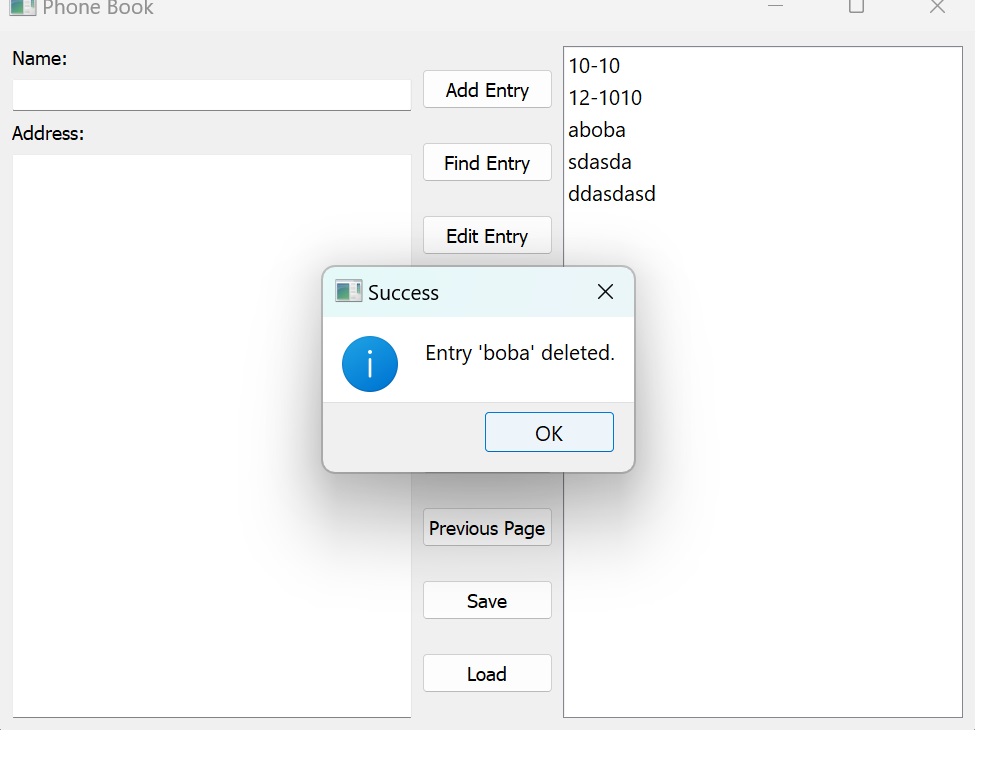 Phone Book
Name:
Address:
Add Entry
Find Entry
Edit Entry
Previous Page
Save
Load
10-10
12-1010
aboba
sdasda
ddasdasd
Success
Entry 'boba' deleted.
OK